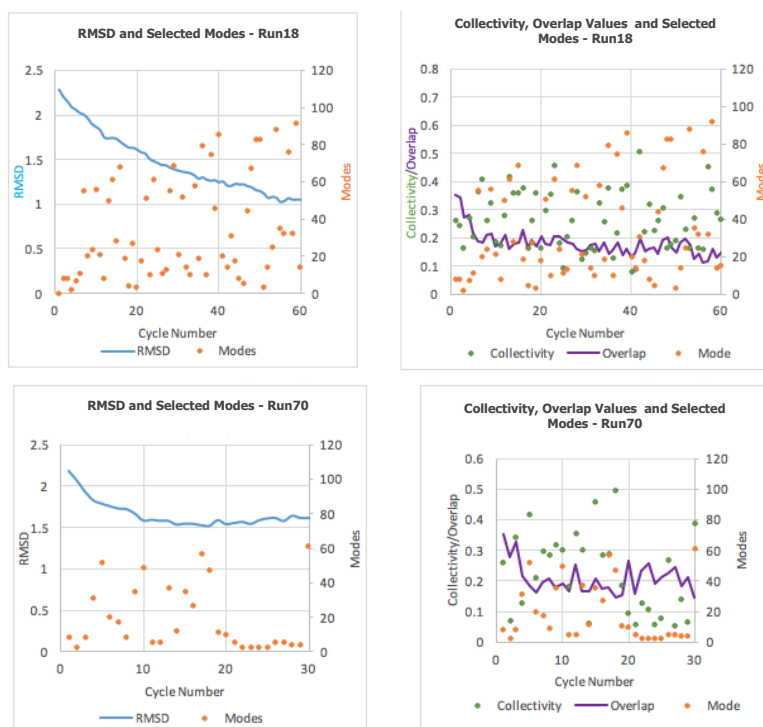 RMSD and Selected Modes - Run18
2.5
2
1.5
1
0.5
0
RMSD
120
100
80
60
40
20
0
Modes
0 20 40 60
Cycle Number
RMSD Modes
Collectivity, Overlap Values and Selected
Modes - Run18
0.8
0.7
0.6
0.5
0.4
0.3
0.2
0.1
0
Collectivity/Overlap
120
100
80
60
40
20
0
Modes
0 20 40 60
Cycle Number
Collectivity Overlap Mode
RMSD and Selected Modes - Run70
2.5
2
1.5
1
0.5
0
RMSD
120
100
80
60
40
20
0
Modes
0 10 20 30
Cycle Number
RMSD Modes
Collectivity, Overlap Values and Selected
Modes - Run70
0.6
0.5
0.4
0.3
0.2
0.1
0
Collectivity/Overlap
120
100
80
60
40
20
0
Modes
0 10 20 30
Cycle Number
Collectivity Overlap Mode